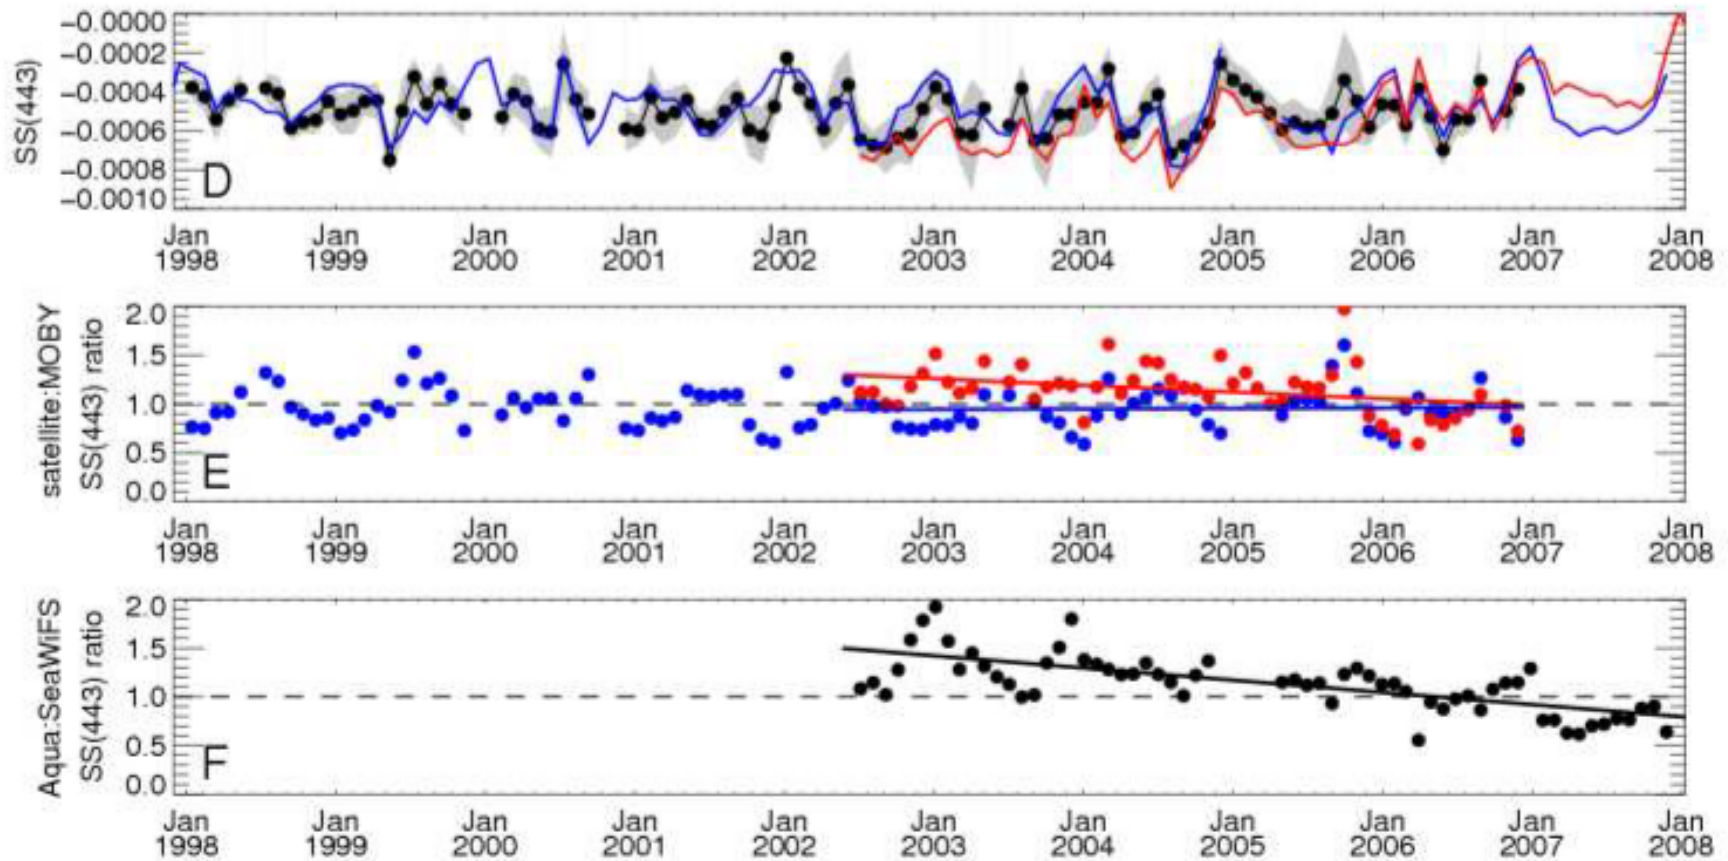 SS(443)
−0.0000
−0.0002
−0.0004
−0.0006
−0.0008
−0.0010
D
Jan Jan Jan Jan Jan Jan Jan Jan Jan Jan Jan
1998 1999 2000 2001 2002 2003 2004 2005 2006 2007 2008
satellite:MOBY
SS(443) ratio
2.0
1.5
1.0
0.5
0.0
E
Jan Jan Jan Jan Jan Jan Jan Jan Jan Jan Jan
1998 1999 2000 2001 2002 2003 2004 2005 2006 2007 2008
Aqua:SeaWiFS
SS(443) ratio
2.0
1.5
1.0
0.5
0.0
F
Jan Jan Jan Jan Jan Jan Jan Jan Jan Jan Jan
1998 1999 2000 2001 2002 2003 2004 2005 2006 2007 2008